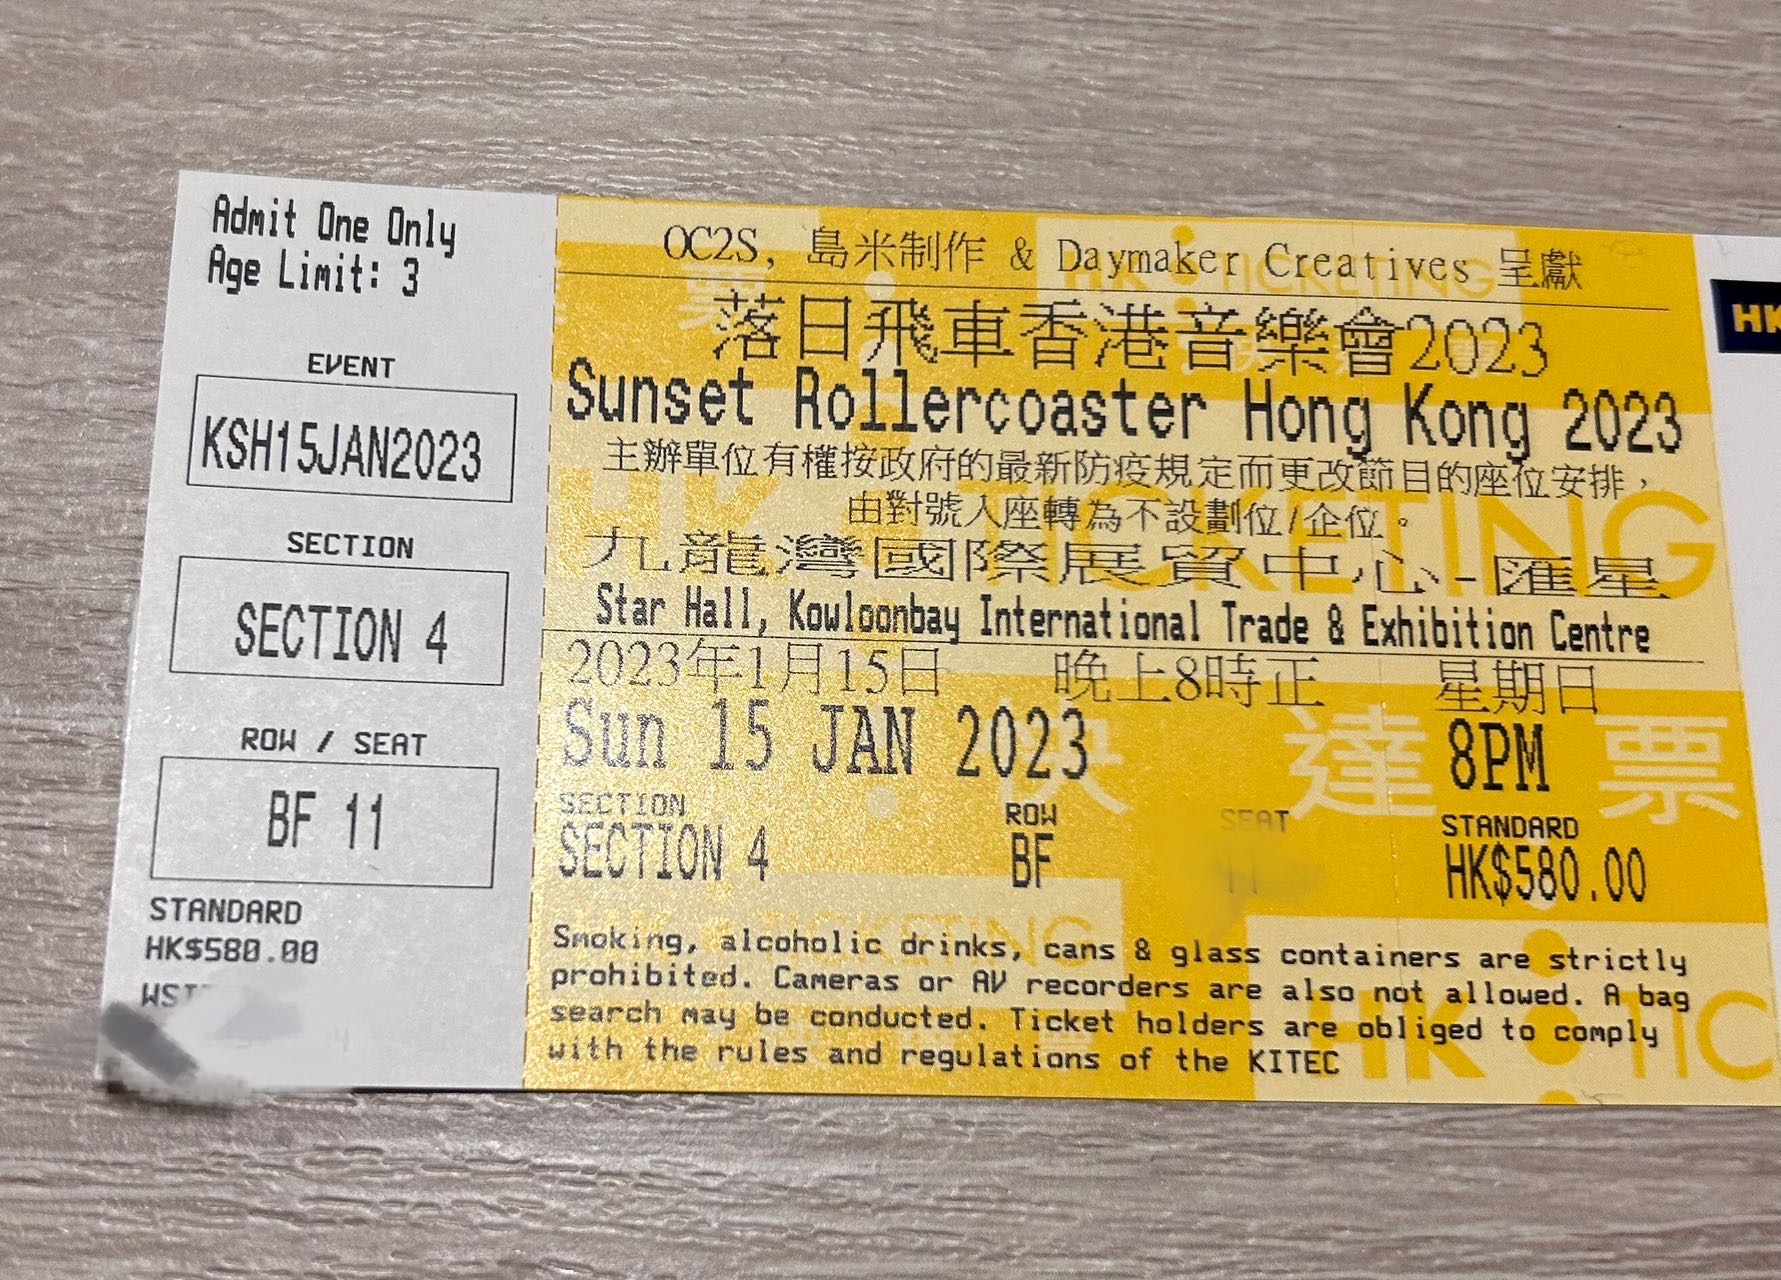 Admit One Only
Age Limit: 3
EVENT
KSH15JAN2023
SECTION
SECTION 4
ROW / SEAT
BF 11
STANDARD
HK$580.00
OC2S, 島米制作 & Daymaker Creatives 呈獻
落日飛車香港音樂會2023
Sunset Rollercoaster Hong Kong 2023
主辦單位有權按政府的最新防疫規定而更改節目的座位安排，
由對號入座轉為不設劃位/企位。
九龍灣國際展貿中心-匯星
Star Hall, Kowloonbay International Trade & Exhibition Centre
2023年1月15日 晚上8時正 星期日
Sun 15 JAN 2023 8PM
SECTION ROW SEAT STANDARD
SECTION 4 BF 11 HK$580.00
Smoking, alcoholic drinks, cans & glass containers are strictly
prohibited. Cameras or AV recorders are also not allowed. A bag
search may be conducted. Ticket holders are obliged to comply
with the rules and regulations of the KITEC
HK TICKETING
快達票
HK